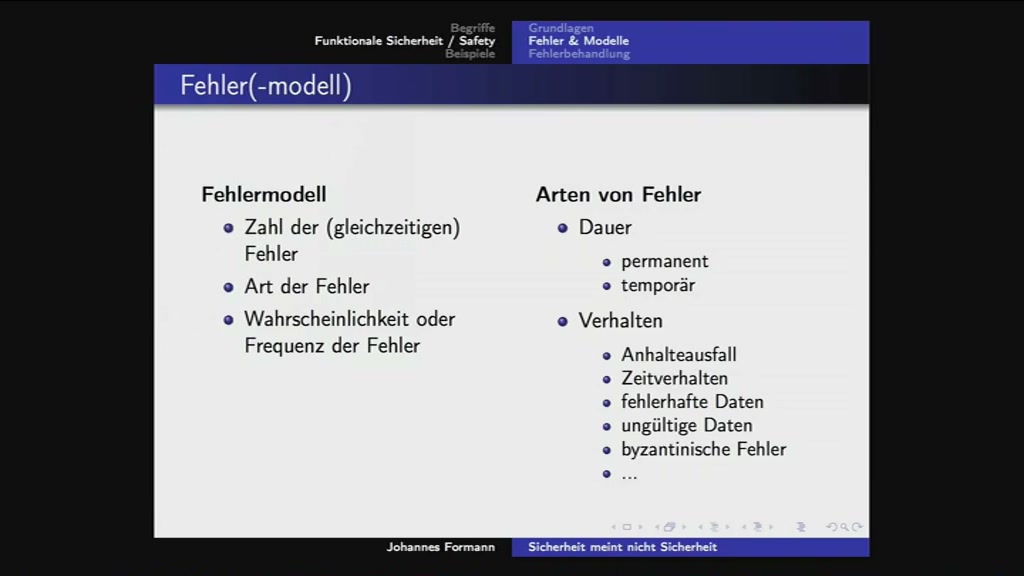 Begriffe
Funktionale Sicherheit / Safety
Beispiele
Grundlagen
Fehler & Modelle
Fehlerbehandlung
Fehler(-modell)
Fehlermodell
Zahl der (gleichzeitigen)
Fehler
Art der Fehler
Wahrscheinlichkeit oder
Frequenz der Fehler
Arten von Fehler
Dauer
permanent
temporär
Verhalten
Anhalteausfall
Zeitverhalten
fehlerhafte Daten
ungültige Daten
byzantinische Fehler
...
Johannes Formann
Sicherheit meint nicht Sicherheit